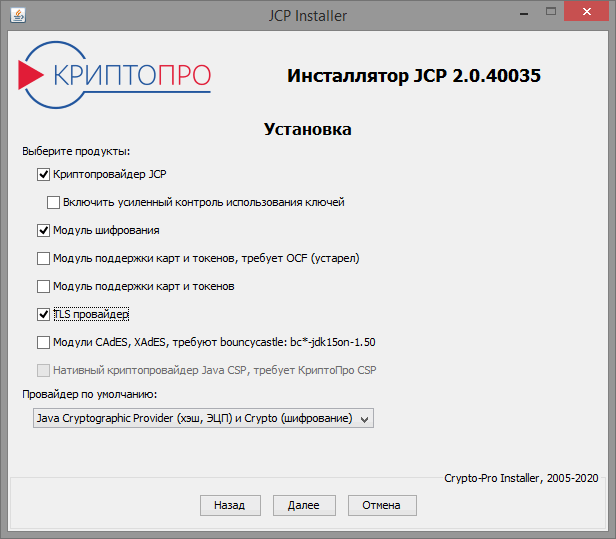 JCP Installer
КРИПТОПРО
Инсталлятор JCP 2.0.40035
Установка
Выберите продукты:
Криптопровайдер JCP
Включить усиленный контроль использования ключей
Модуль шифрования
Модуль поддержки карт и токенов, требует OCF (устарел)
Модуль поддержки карт и токенов
TLS провайдер
Модули CAdES, XAdES, требуют bouncycastle: bc*-jdk15on-1.50
Нативный криптопровайдер Java CSP, требует КриптоПро CSP
Провайдер по умолчанию:
Java Cryptographic Provider (хэш, ЭЦП) и Crypto (шифрование)
Crypto-Pro Installer, 2005-2020
Назад Далее Отмена